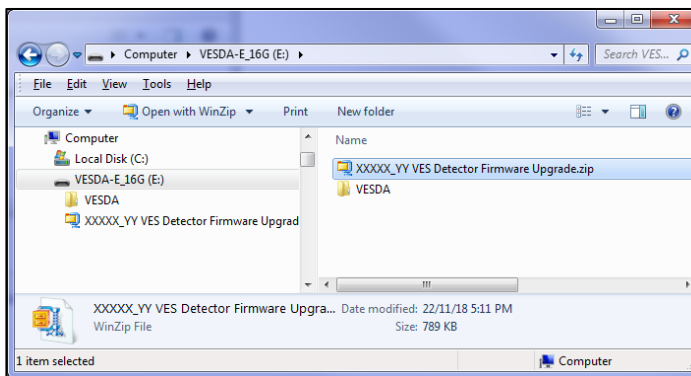 Computer ▸ VESDA-E_16G (E:) ▸
Search VES...
File Edit View Tools Help
Organize Open with WinZip Print New folder
Computer
Local Disk (C:)
VESDA-E_16G (E:)
VESDA
XXXXX_YY VES Detector Firmware Upgrad
Name
XXXXX_YY VES Detector Firmware Upgrade.zip
VESDA
XXXXX_YY VES Detector Firmware Upgra... Date modified: 22/11/18 5:11 PM
WinZip File Size: 789 KB
1 item selected Computer